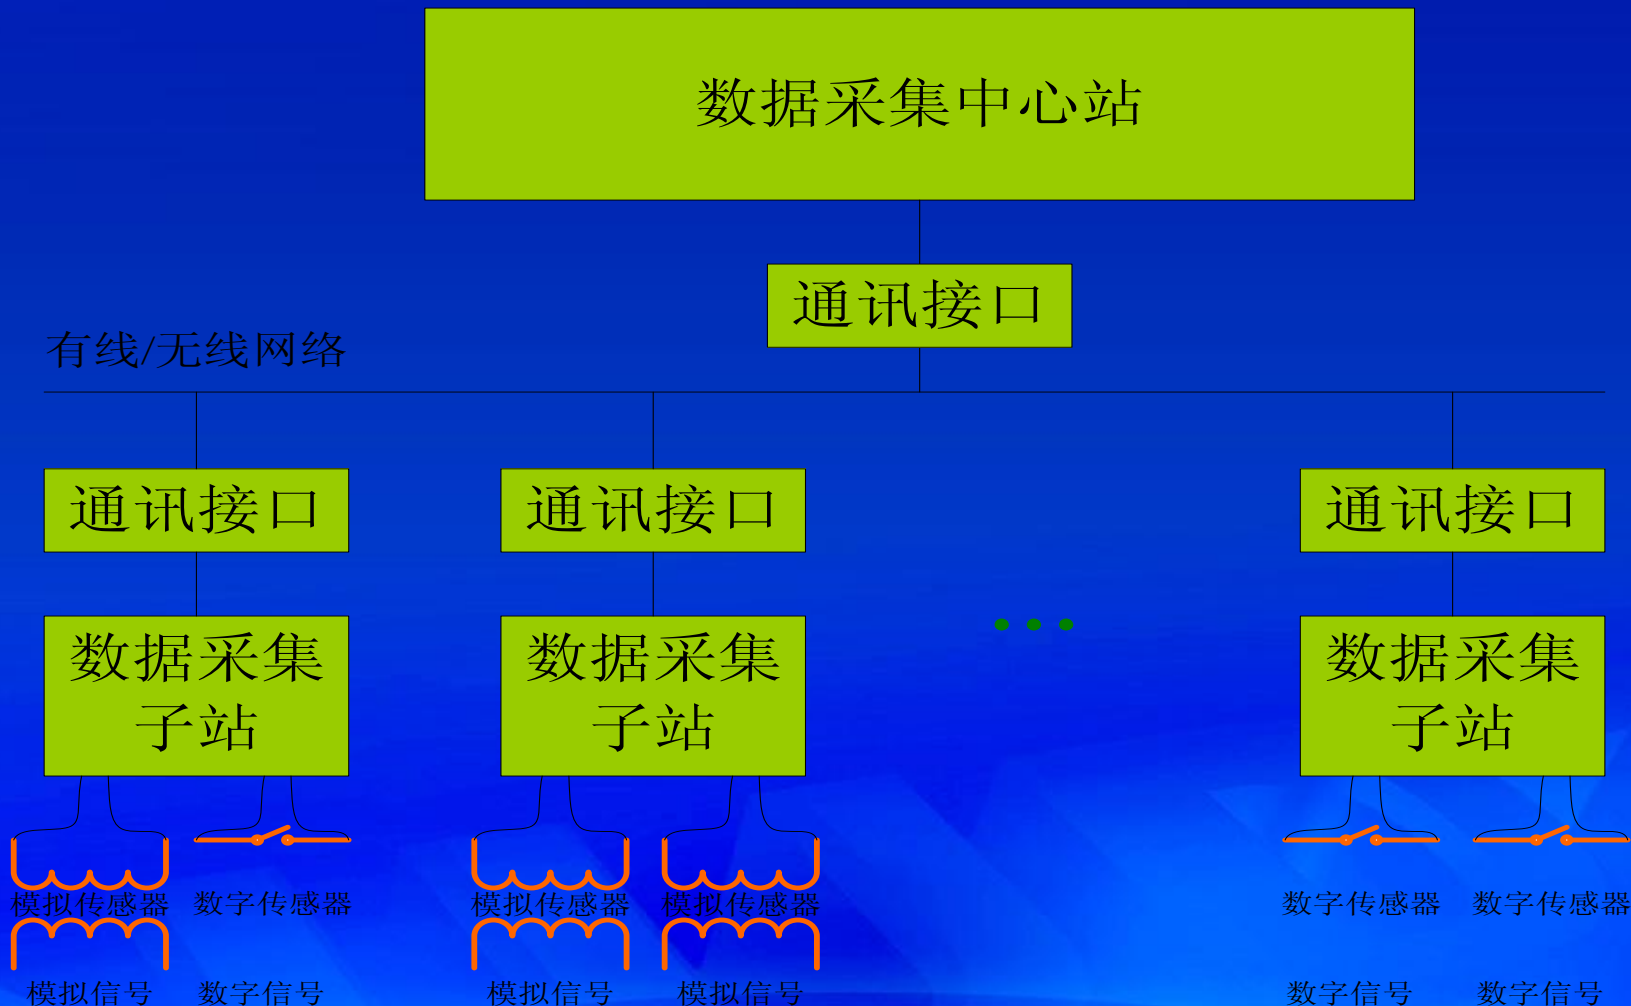 数据采集中心站
通讯接口
有线/无线网络
通讯接口
通讯接口
通讯接口
数据采集
子站
数据采集
子站
数据采集
子站
模拟传感器
数字传感器
模拟传感器
模拟传感器
数字传感器
数字传感器
模拟信号
数字信号
模拟信号
模拟信号
数字信号
数字信号